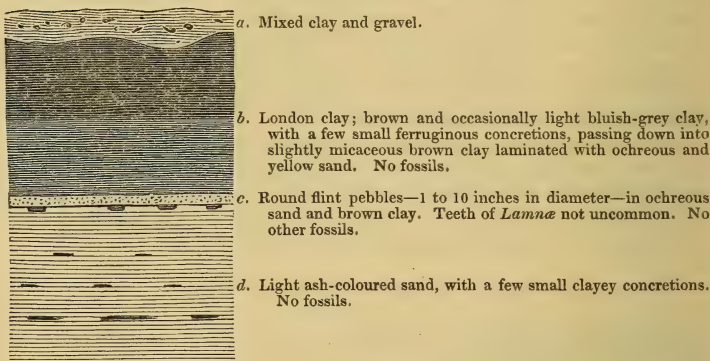 a. Mixed clay and gravel.
b. London clay; brown and occasionally light bluish-grey clay,
with a few small ferruginous concretions, passing down into
slightly micaceous brown clay laminated with ochreous and
yellow sand. No fossils.
c. Round flint pebbles—1 to 10 inches in diameter—in ochreous
sand and brown clay. Teeth of Lamnæ not uncommon. No
other fossils.
d. Light ash-coloured sand, with a few small clayey concretions.
No fossils.